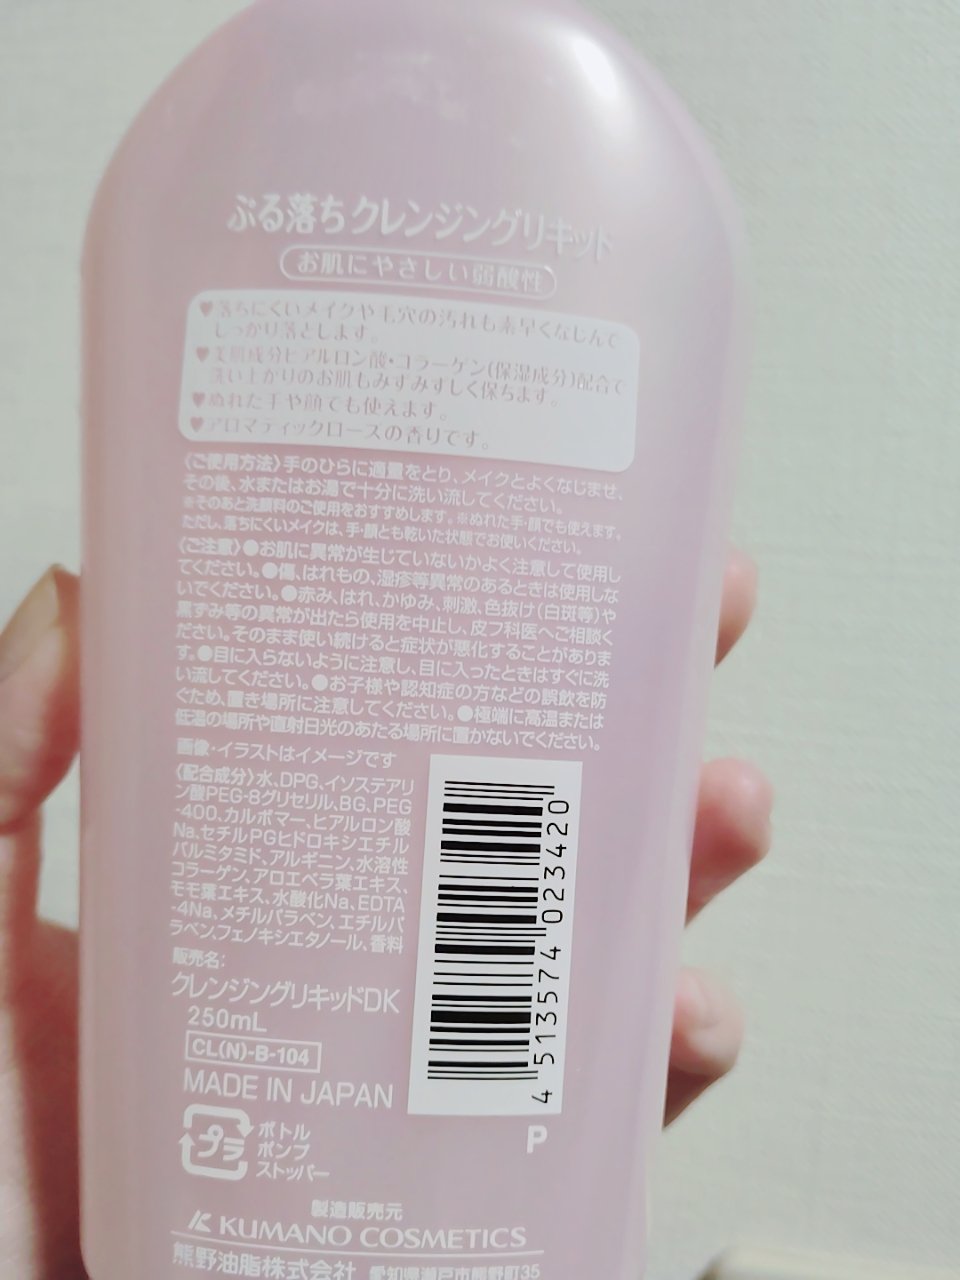 ぷる落ちクレンジングリキッド
お肌にやさしい弱酸性
♥落ちにくいメイクや毛穴の汚れも素早くなじんで
しっかり落とします。
♥美肌成分ヒアルロン酸・コラーゲン(保湿成分)配合で
洗い上がりのお肌もみずみずしく保ちます。
♥ぬれた手や顔でも使えます。
♥アロマティックローズの香りです。
〈ご使用方法〉手のひらに適量をとり、メイクとよくなじませ、
その後、水またはお湯で十分に洗い流してください。
※そのあと洗顔料のご使用をおすすめします。※ぬれた手・顔でも使えます。
ただし、落ちにくいメイクは、手・顔とも乾いた状態でお使いください。
〈ご注意〉●お肌に異常が生じていないかよく注意して使用し
てください。●傷、はれもの、湿疹等異常のあるときは使用しな
いでください。●赤み、はれ、かゆみ、刺激、色抜け(白斑等)や
黒ずみ等の異常が出たら使用を中止し、皮フ科医へご相談く
ださい。そのまま使い続けると症状が悪化することがありま
す。●目に入らないように注意し、目に入ったときはすぐに洗
い流してください。●お子様や認知症の方などの誤飲を防
ぐため、置き場所に注意してください。●極端に高温または
低温の場所や直射日光のあたる場所に置かないでください。
画像・イラストはイメージです
〈配合成分〉水、DPG、イソステアリ
ン酸PEG-8グリセリル、BG、PEG
-400、カルボマー、ヒアルロン酸
Na、セチルPGヒドロキシエチル
パルミタミド、アルギニン、水溶性
コラーゲン、アロエベラ葉エキス、
モモ葉エキス、水酸化Na、EDTA
-4Na、メチルパラベン、エチルパ
ラベン、フェノキシエタノール、香料
販売名:
クレンジングリキッドDK
250mL
CL(N)-B-104
MADE IN JAPAN
プラ
ボトル
ポンプ
ストッパー
4 513574 023420
P
製造販売元
KUMANO COSMETICS
熊野油脂株式会社 愛知県瀬戸市熊野町35